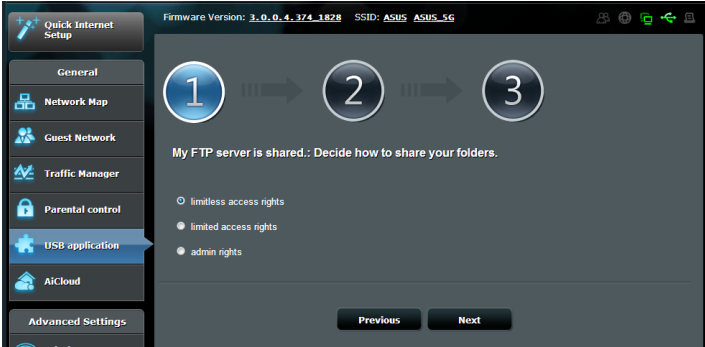 Quick Internet
Setup
Firmware Version: 3.0.0.4.374_1828 SSID: ASUS ASUS_5G
General
Network Map
Guest Network
Traffic Manager
Parental control
USB application
AiCloud
Advanced Settings
1
2
3
My FTP server is shared.: Decide how to share your folders.
limitless access rights
limited access rights
admin rights
Previous
Next